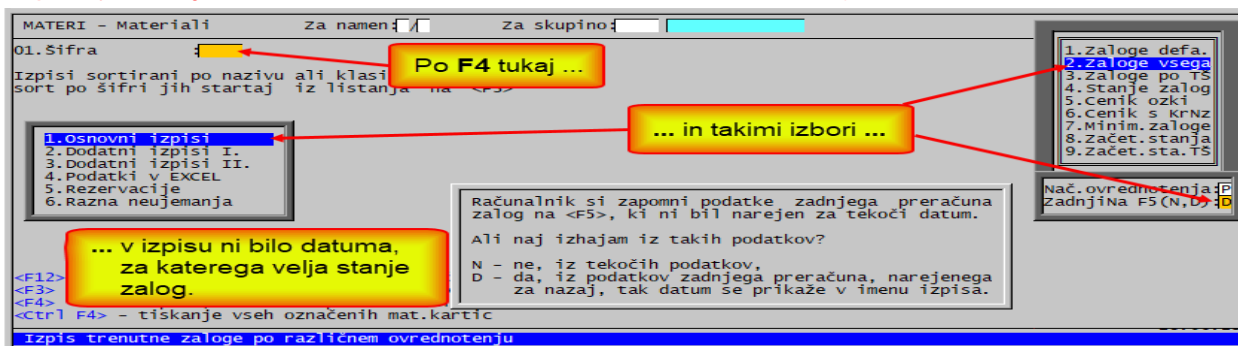 MATERI - Materiali Za namen: / Za skupino:
01.Šifra :
Po F4 tukaj ...
Izpisi sortirani po nazivu ali klasi
sort po šifri jih startaj iz listanja na <F5>
1.Zaloge defa.
2.Zaloge vsega
3.Zaloge po TŠ
4.Stanje zalog
5.Cenik ozki
6.Cenik s KrNz
7.Minim.zaloge
8.Začet.stanja
9.Začet.sta.TŠ
... in takimi izbori ...
1.Osnovni izpisi
2.Dodatni izpisi I.
3.Dodatni izpisi II.
4.Podatki v EXCEL
5.Rezervacije
6.Razna neujemanja
Nač.ovrednotenja:P
ZadnjiNa F5(N,D):D
Računalnik si zapomni podatke zadnjega preračuna
zalog na <F5>, ki ni bil narejen za tekoči datum.
Ali naj izhajam iz takih podatkov?
N - ne, iz tekočih podatkov,
D - da, iz podatkov zadnjega preračuna, narejenega
za nazaj, tak datum se prikaže v imenu izpisa.
... v izpisu ni bilo datuma,
za katerega velja stanje
zalog.
<F12>
<F3>
<F4>
<Ctrl F4> - tiskanje vseh označenih mat.kartic
Izpis trenutne zaloge po različnem ovrednotenju